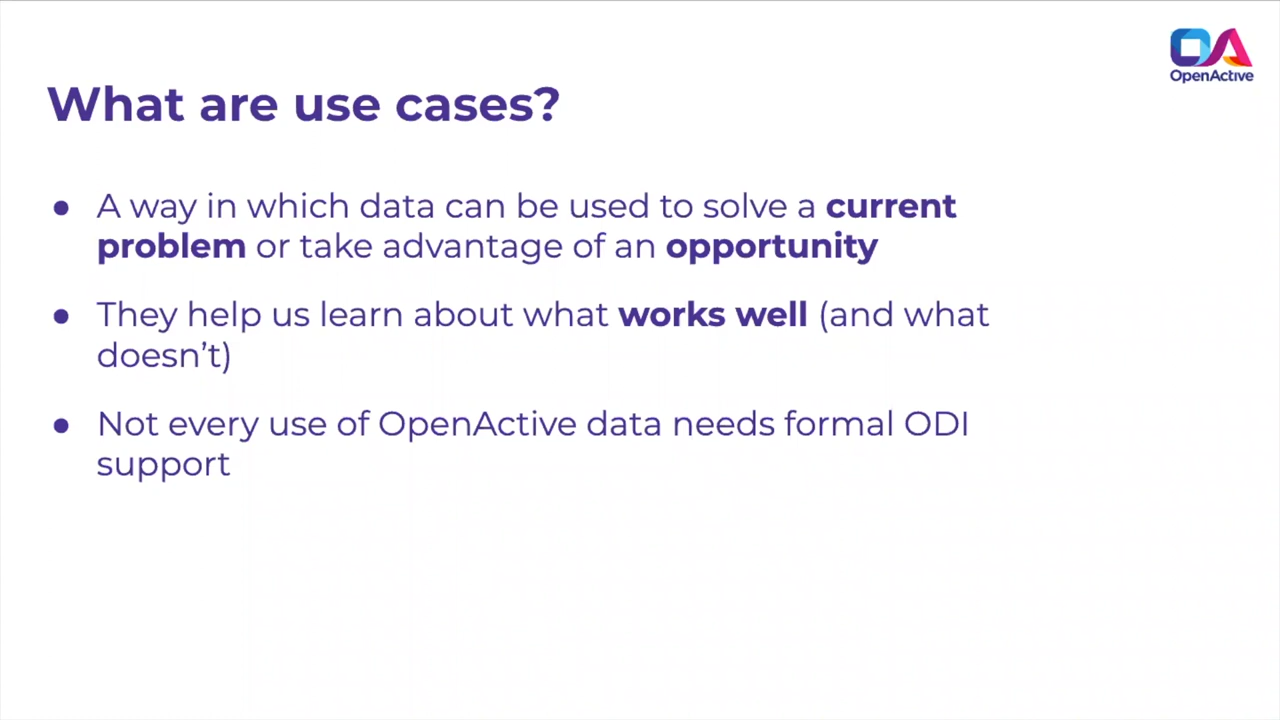 OpenActive
What are use cases?
● A way in which data can be used to solve a current
problem or take advantage of an opportunity
● They help us learn about what works well (and what
doesn’t)
● Not every use of OpenActive data needs formal ODI
support